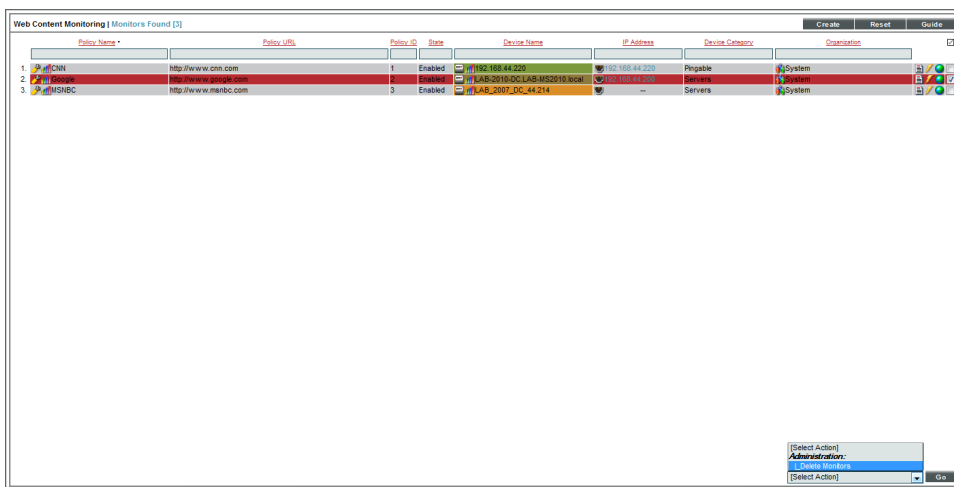 Web Content Monitoring | Monitors Found [3]
Create Reset Guide
Policy Name • Policy URL Policy ID State Device Name IP Address Device Category Organization
1. CNN http://www.cnn.com 1 Enabled 192.168.44.220 192.168.44.220 Pingable System
2. Google http://www.google.com 2 Enabled LAB-2010-DC.LAB-MS2010.local 192.168.44.200 Servers System
3. MSNBC http://www.msnbc.com 3 Enabled LAB_2007_DC_44.214 -- Servers System
[Select Action]
Administration:
|_Delete Monitors
[Select Action] Go